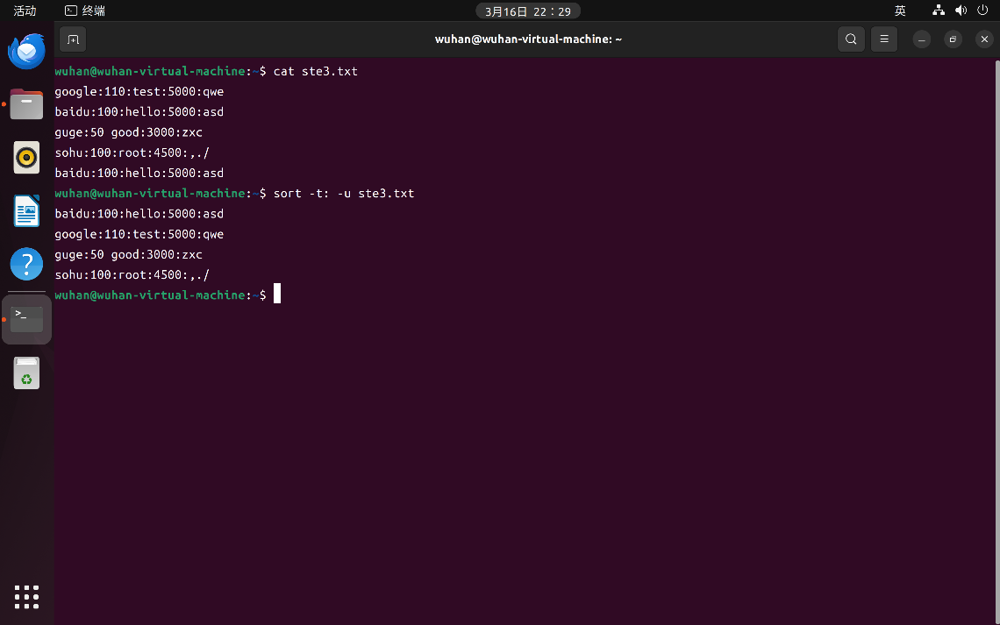 活动 终端 3月16日 22：29 英
wuhan@wuhan-virtual-machine: ~
wuhan@wuhan-virtual-machine:~$ cat ste3.txt
google:110:test:5000:qwe
baidu:100:hello:5000:asd
guge:50 good:3000:zxc
sohu:100:root:4500:,./
baidu:100:hello:5000:asd
wuhan@wuhan-virtual-machine:~$ sort -t: -u ste3.txt
baidu:100:hello:5000:asd
google:110:test:5000:qwe
guge:50 good:3000:zxc
sohu:100:root:4500:,./
wuhan@wuhan-virtual-machine:~$